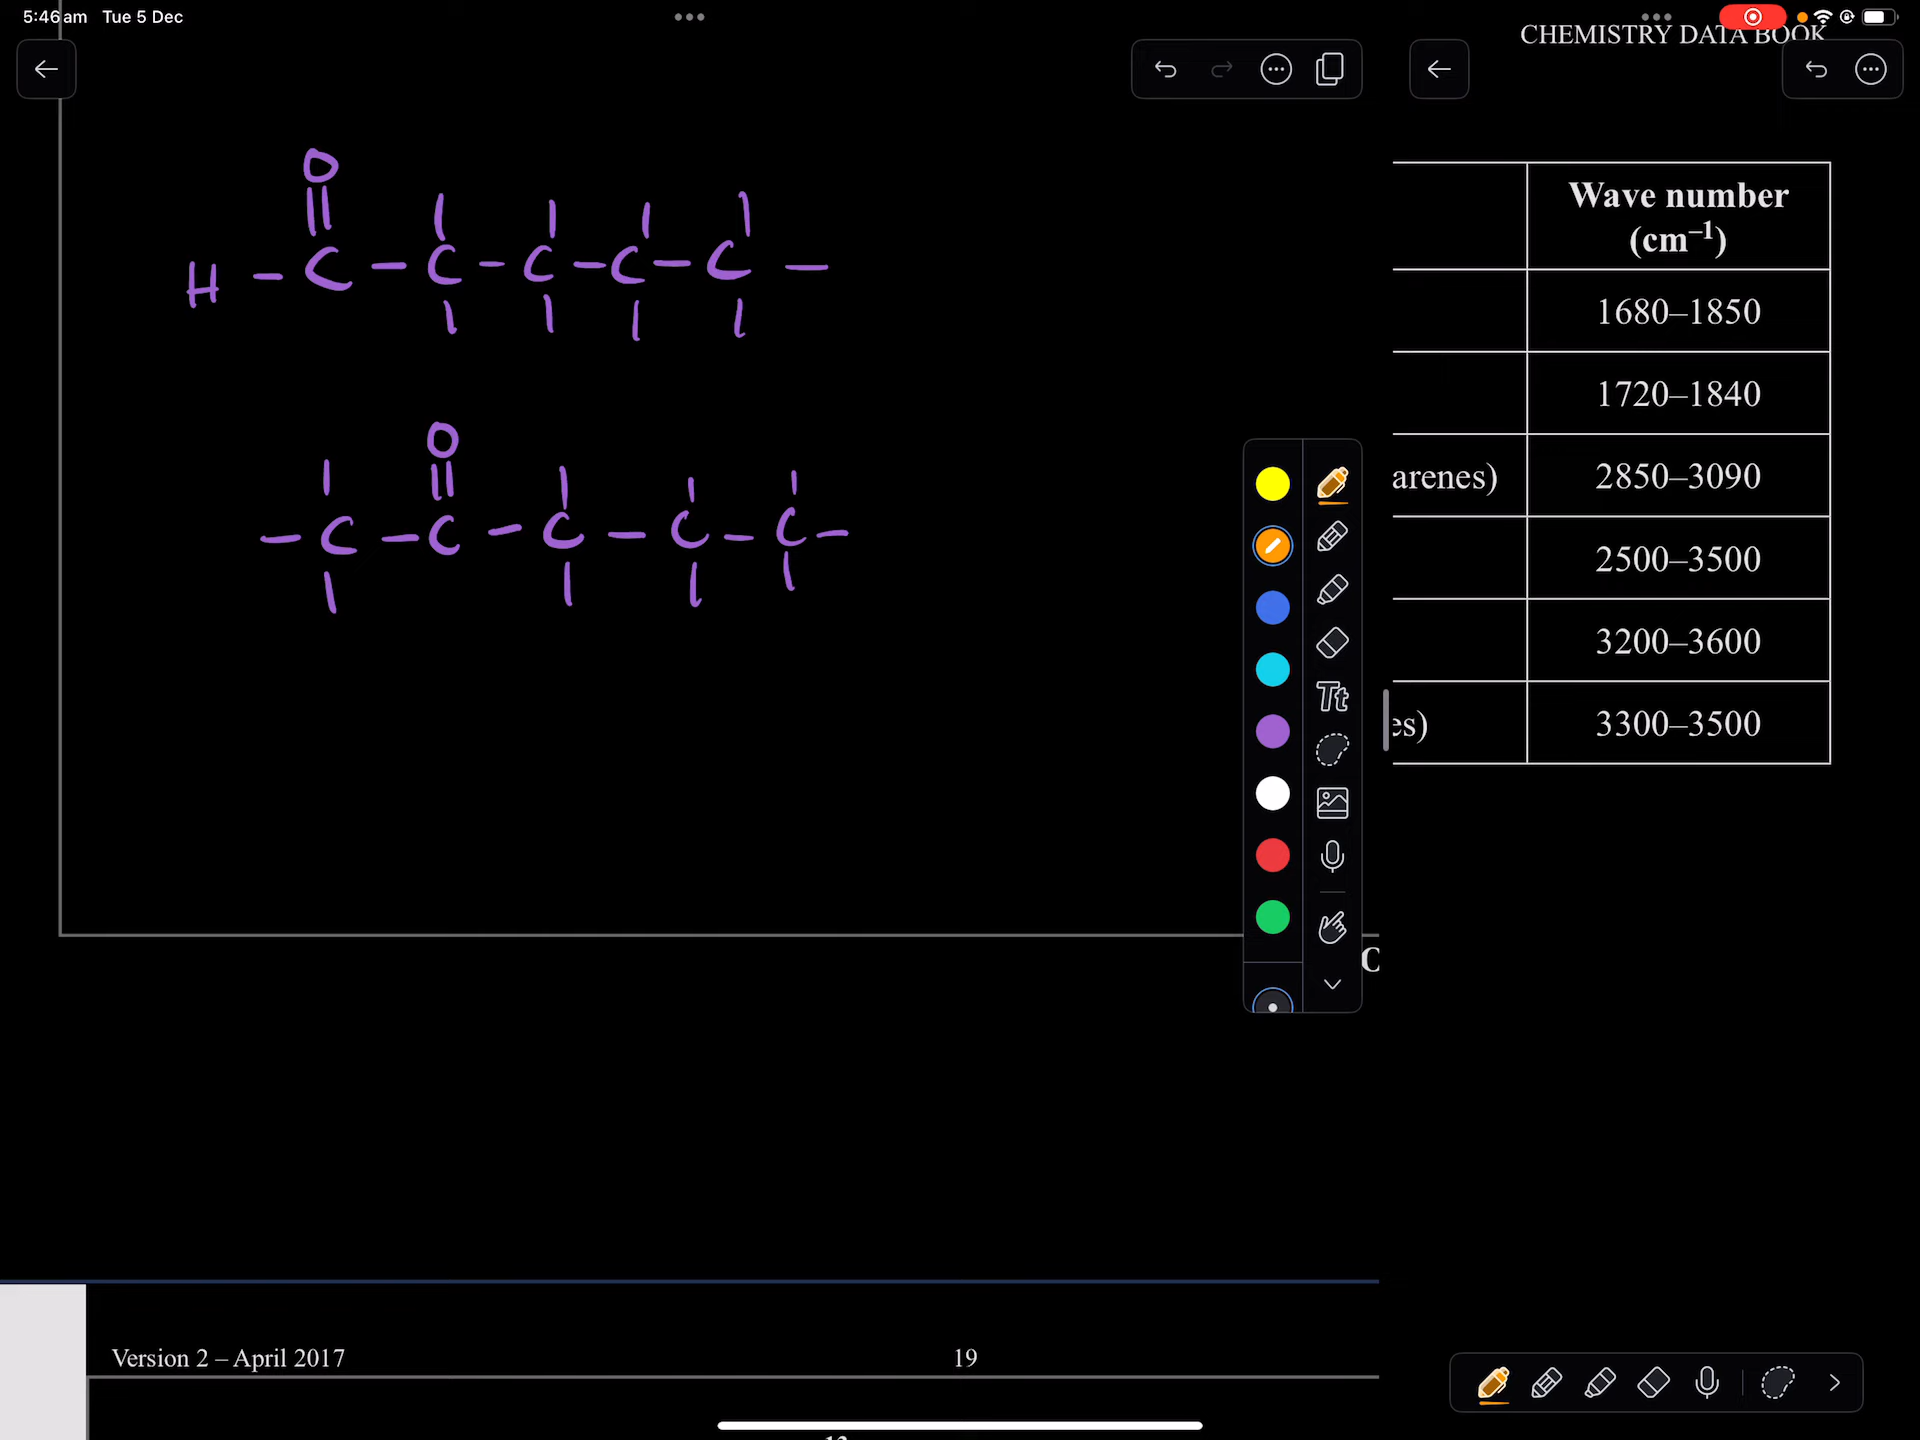 5:46 am Tue 5 Dec
CHEMISTRY DATA BOOK
O
H - C - C - C - C - C -
O
- C - C - C - C - C -
Wave number
(cm⁻¹)
1680–1850
1720–1840
arenes) 2850–3090
2500–3500
3200–3600
es) 3300–3500
Tt
C
Version 2 – April 2017 19